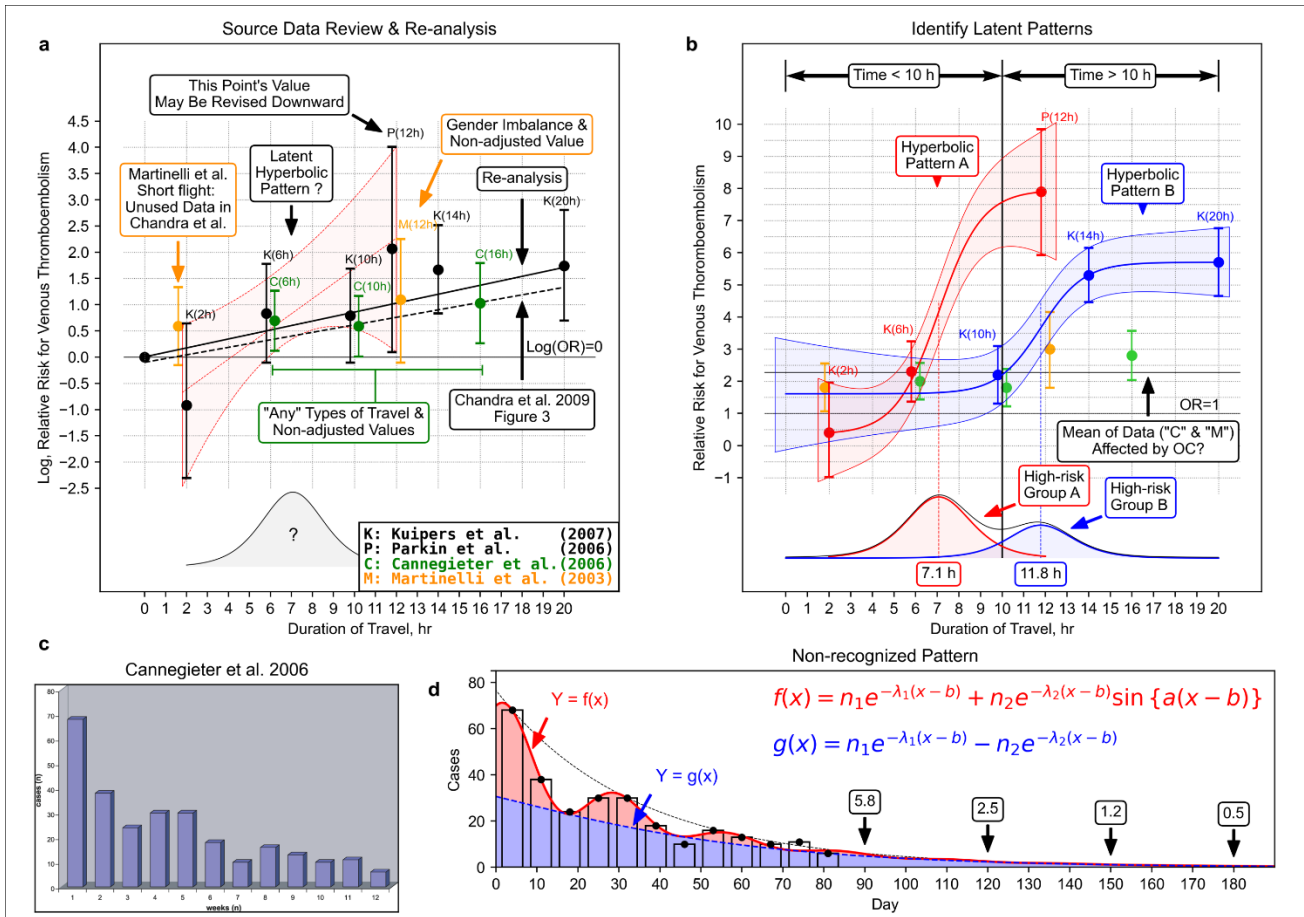 Source Data Review & Re-analysis
a
This Point's Value
May Be Revised Downward
P(12h)
Gender Imbalance &
Non-adjusted Value
Martinelli et al.
Short flight:
Unused Data in
Chandra et al.
Latent
Hyperbolic
Pattern ?
Re-analysis
K(2h)
K(6h)
C(6h)
K(10h)
C(10h)
M(12h)
K(14h)
C(16h)
K(20h)
Log(OR)=0
"Any" Types of Travel &
Non-adjusted Values
Chandra et al. 2009
Figure 3
?
K: Kuipers et al. (2007)
P: Parkin et al. (2006)
C: Cannegieter et al.(2006)
M: Martinelli et al. (2003)
Log, Relative Risk for Venous Thromboembolism
4.5
4.0
3.5
3.0
2.5
2.0
1.5
1.0
0.5
0.0
−0.5
−1.0
−1.5
−2.0
−2.5
0 1 2 3 4 5 6 7 8 9 10 11 12 13 14 15 16 17 18 19 20
Duration of Travel, hr
Identify Latent Patterns
b
Time < 10 h
Time > 10 h
P(12h)
Hyperbolic
Pattern A
Hyperbolic
Pattern B
K(2h)
K(6h)
K(10h)
K(14h)
K(20h)
OR=1
Mean of Data ("C" & "M")
Affected by OC?
High-risk
Group A
High-risk
Group B
7.1 h
11.8 h
Relative Risk for Venous Thoromboembolism
10
9
8
7
6
5
4
3
2
1
0
−1
0 1 2 3 4 5 6 7 8 9 10 11 12 13 14 15 16 17 18 19 20
Duration of Travel, hr
c
Cannegieter et al. 2006
cases (n)
80
70
60
50
40
30
20
10
0
1 2 3 4 5 6 7 8 9 10 11 12
weeks (n)
Non-recognized Pattern
d
Y = f(x)
Y = g(x)
f(x) = n₁e^{−λ₁(x−b)} + n₂e^{−λ₂(x−b)} sin {a(x−b)}
g(x) = n₁e^{−λ₁(x−b)} − n₂e^{−λ₂(x−b)}
5.8
2.5
1.2
0.5
Cases
80
60
40
20
0
0 10 20 30 40 50 60 70 80 90 100 110 120 130 140 150 160 170 180
Day